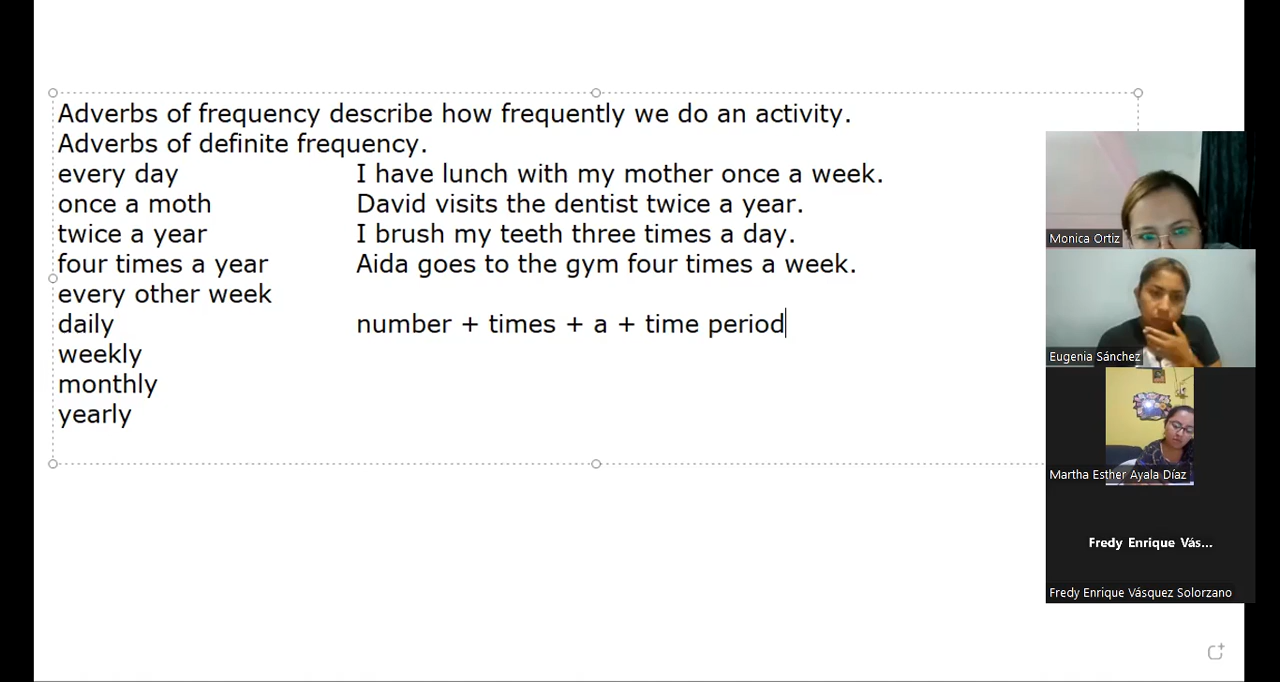 Adverbs of frequency describe how frequently we do an activity.
Adverbs of definite frequency.
every day I have lunch with my mother once a week.
once a moth David visits the dentist twice a year.
twice a year I brush my teeth three times a day.
four times a year Aida goes to the gym four times a week.
every other week
daily number + times + a + time period
weekly
monthly
yearly
Monica Ortiz
Eugenia Sánchez
Martha Esther Ayala Díaz
Fredy Enrique Vás...
Fredy Enrique Vásquez Solorzano